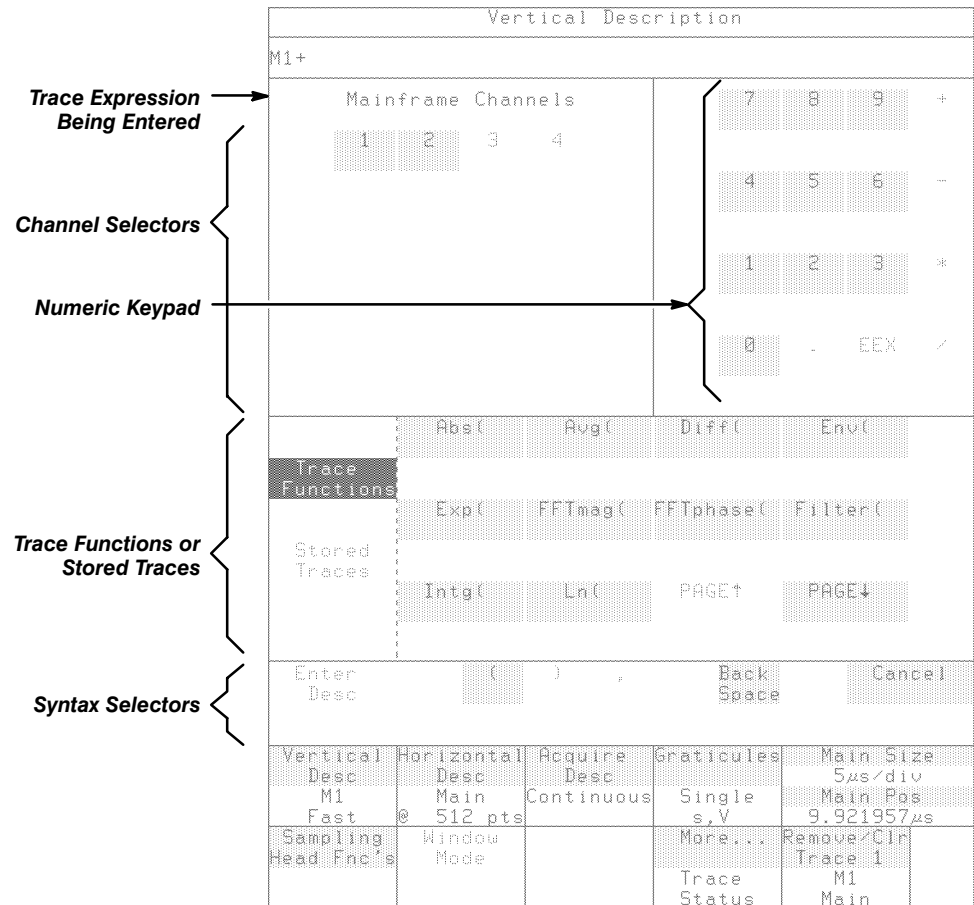 Vertical Description
M1+
Trace Expression
Being Entered
Mainframe Channels
7 8 9 +
1 2 3 4
4 5 6 -
Channel Selectors
1 2 3 *
Numeric Keypad
0 . EEX /
Abs( Avg( Diff( Env(
Trace
Functions
Exp( FFTmag( FFTphase( Filter(
Trace Functions or
Stored Traces
Stored
Traces
Intg( Ln( PAGE↑ PAGE↓
Enter
Desc
( ) , Back
Space
Cancel
Syntax Selectors
Vertical
Desc
Horizontal
Desc
Acquire
Desc
Graticules
Main Size
5µs/div
M1
Fast
Main
@ 512 pts
Continuous
Single
s,V
Main Pos
9.921957µs
Sampling
Head Fnc's
Window
Mode
More...
Remove/Clr
Trace 1
Trace
Status
M1
Main